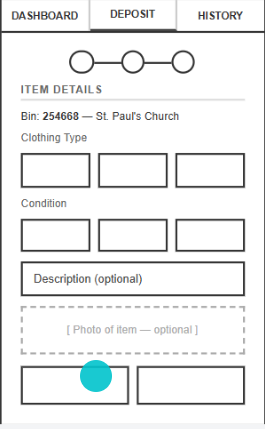 DASHBOARD DEPOSIT HISTORY
ITEM DETAILS
Bin: 254668 — St. Paul's Church
Clothing Type
Condition
Description (optional)
[ Photo of item — optional ]